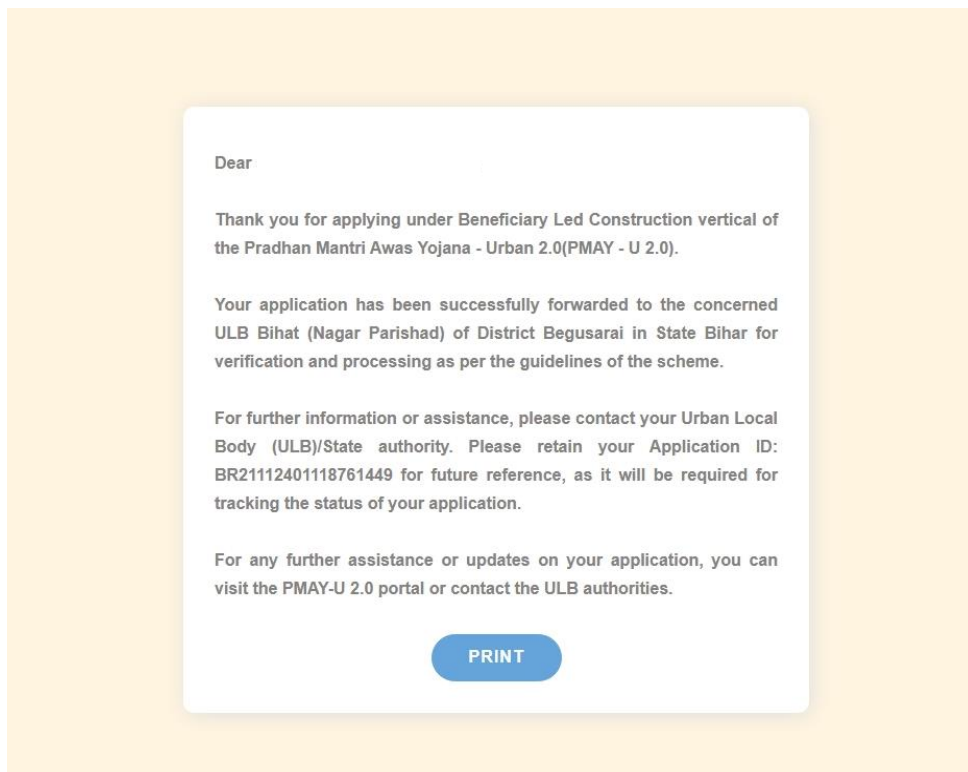 Dear
Thank you for applying under Beneficiary Led Construction vertical of
the Pradhan Mantri Awas Yojana - Urban 2.0(PMAY - U 2.0).
Your application has been successfully forwarded to the concerned
ULB Bihat (Nagar Parishad) of District Begusarai in State Bihar for
verification and processing as per the guidelines of the scheme.
For further information or assistance, please contact your Urban Local
Body (ULB)/State authority. Please retain your Application ID:
BR21112401118761449 for future reference, as it will be required for
tracking the status of your application.
For any further assistance or updates on your application, you can
visit the PMAY-U 2.0 portal or contact the ULB authorities.
PRINT